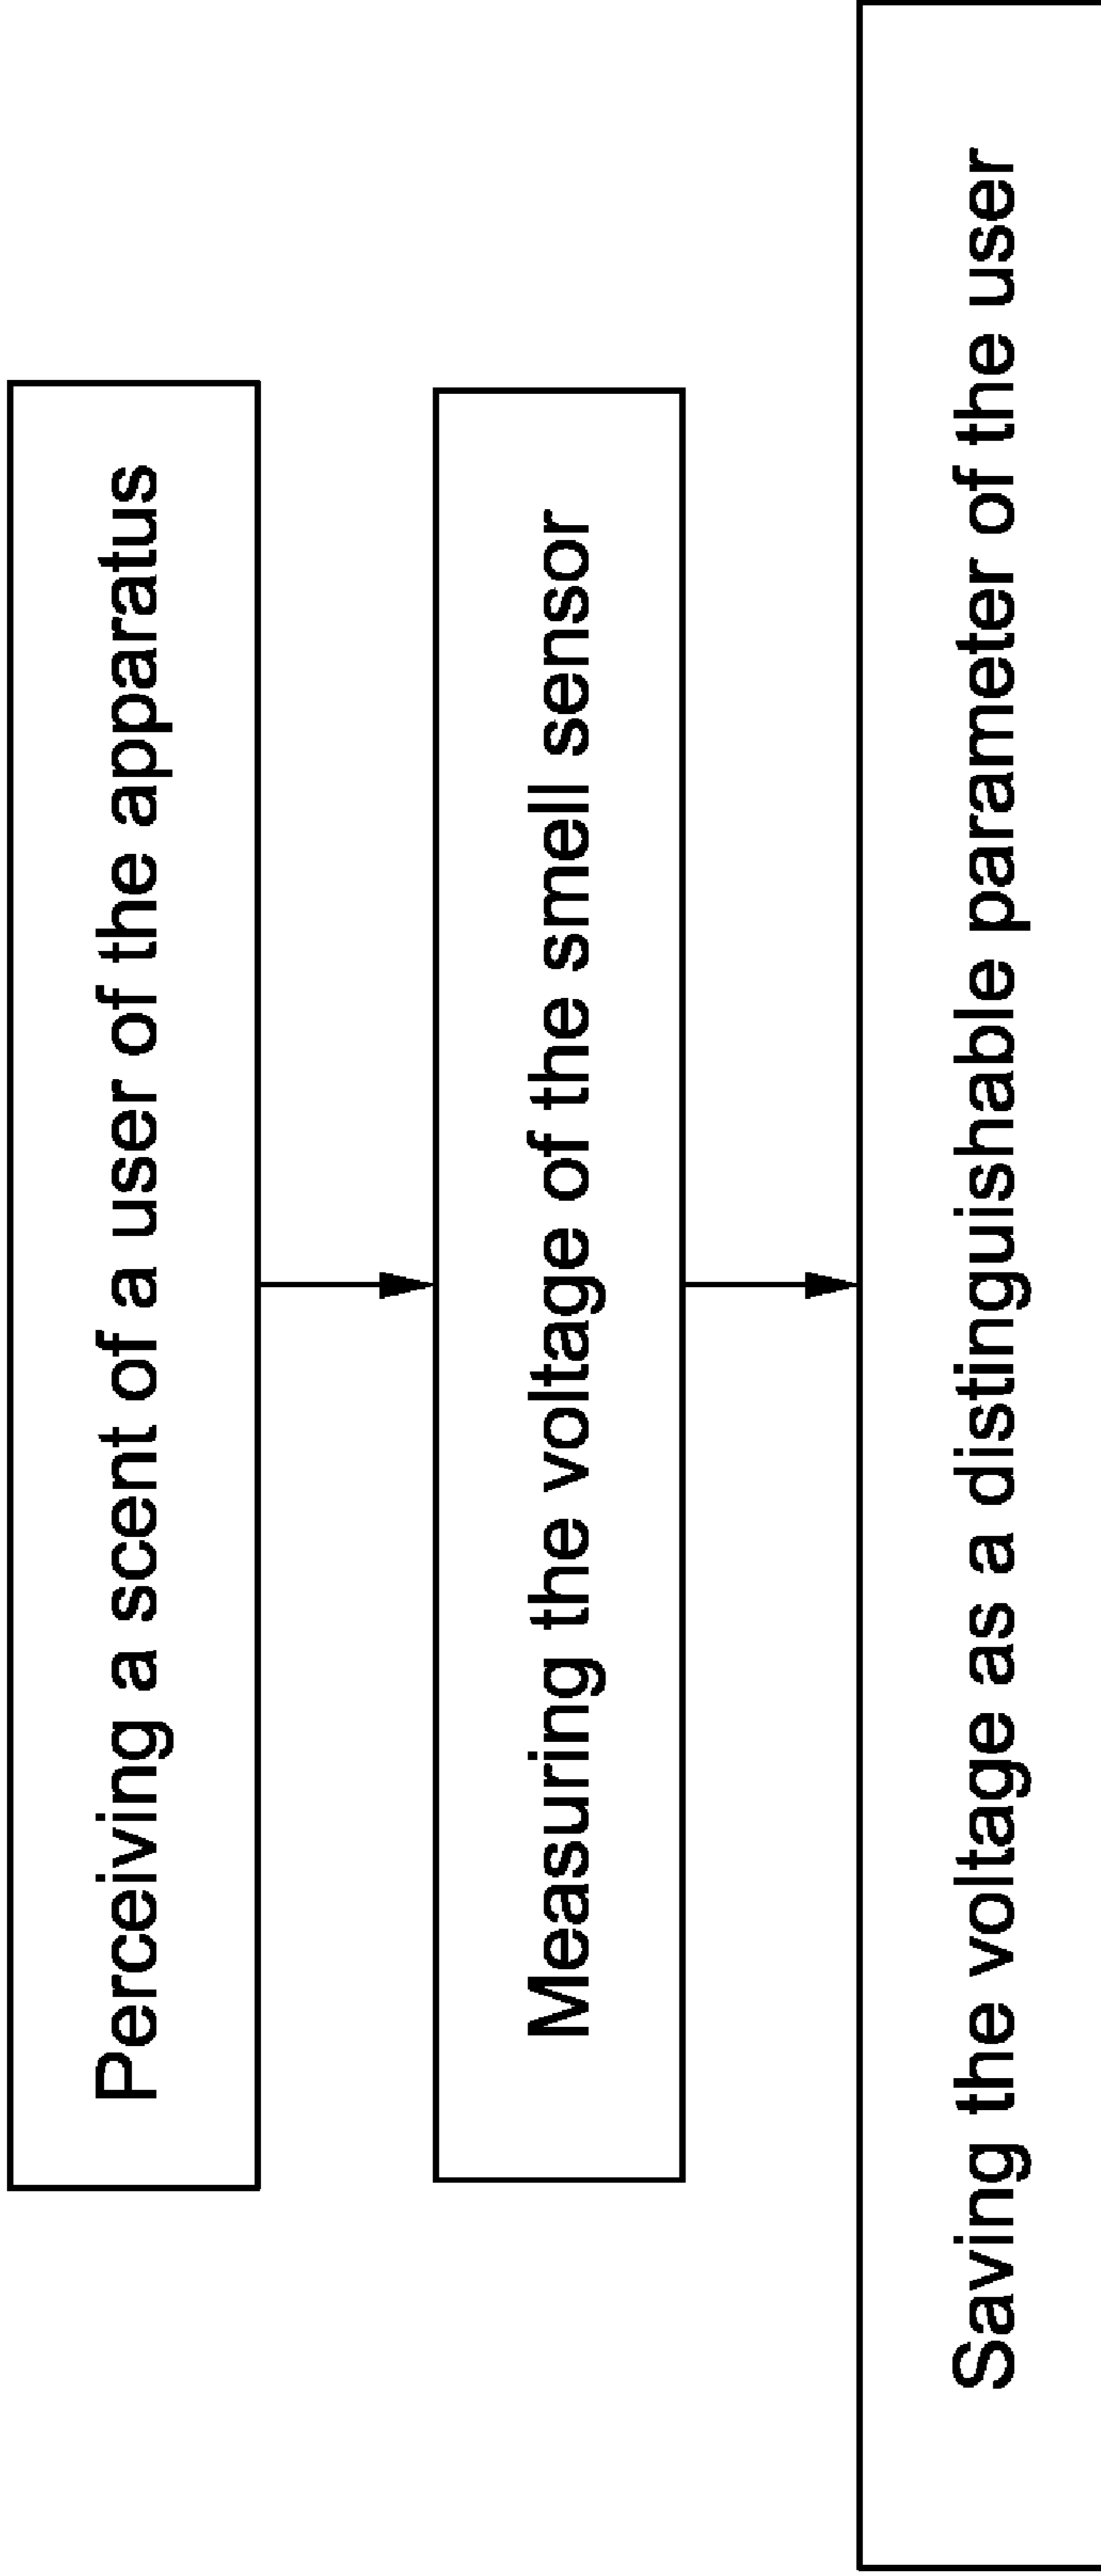 Perceiving a scent of a user of the apparatus
Measuring the voltage of the smell sensor
Saving the voltage as a distinguishable parameter of the user